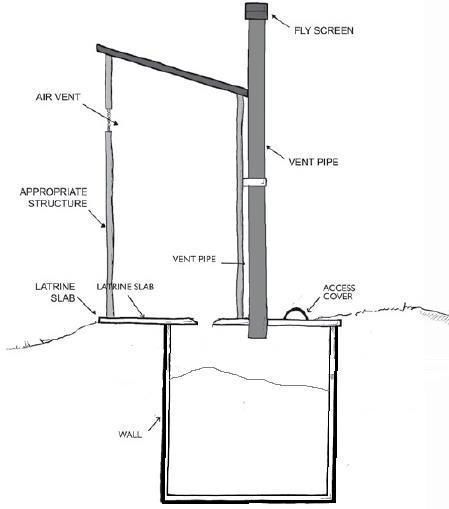 FLY SCREEN
AIR VENT
VENT PIPE
APPROPRIATE
STRUCTURE
VENT PIPE
LATRINE
SLAB
LATRINE SLAB
ACCESS
COVER
WALL